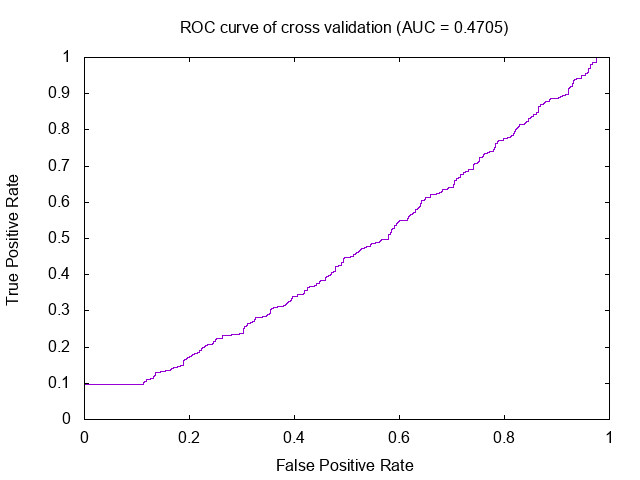 ROC curve of cross validation (AUC = 0.4705)
1
0.9
0.8
0.7
0.6
0.5
0.4
0.3
0.2
0.1
0
True Positive Rate
0 0.2 0.4 0.6 0.8 1
False Positive Rate